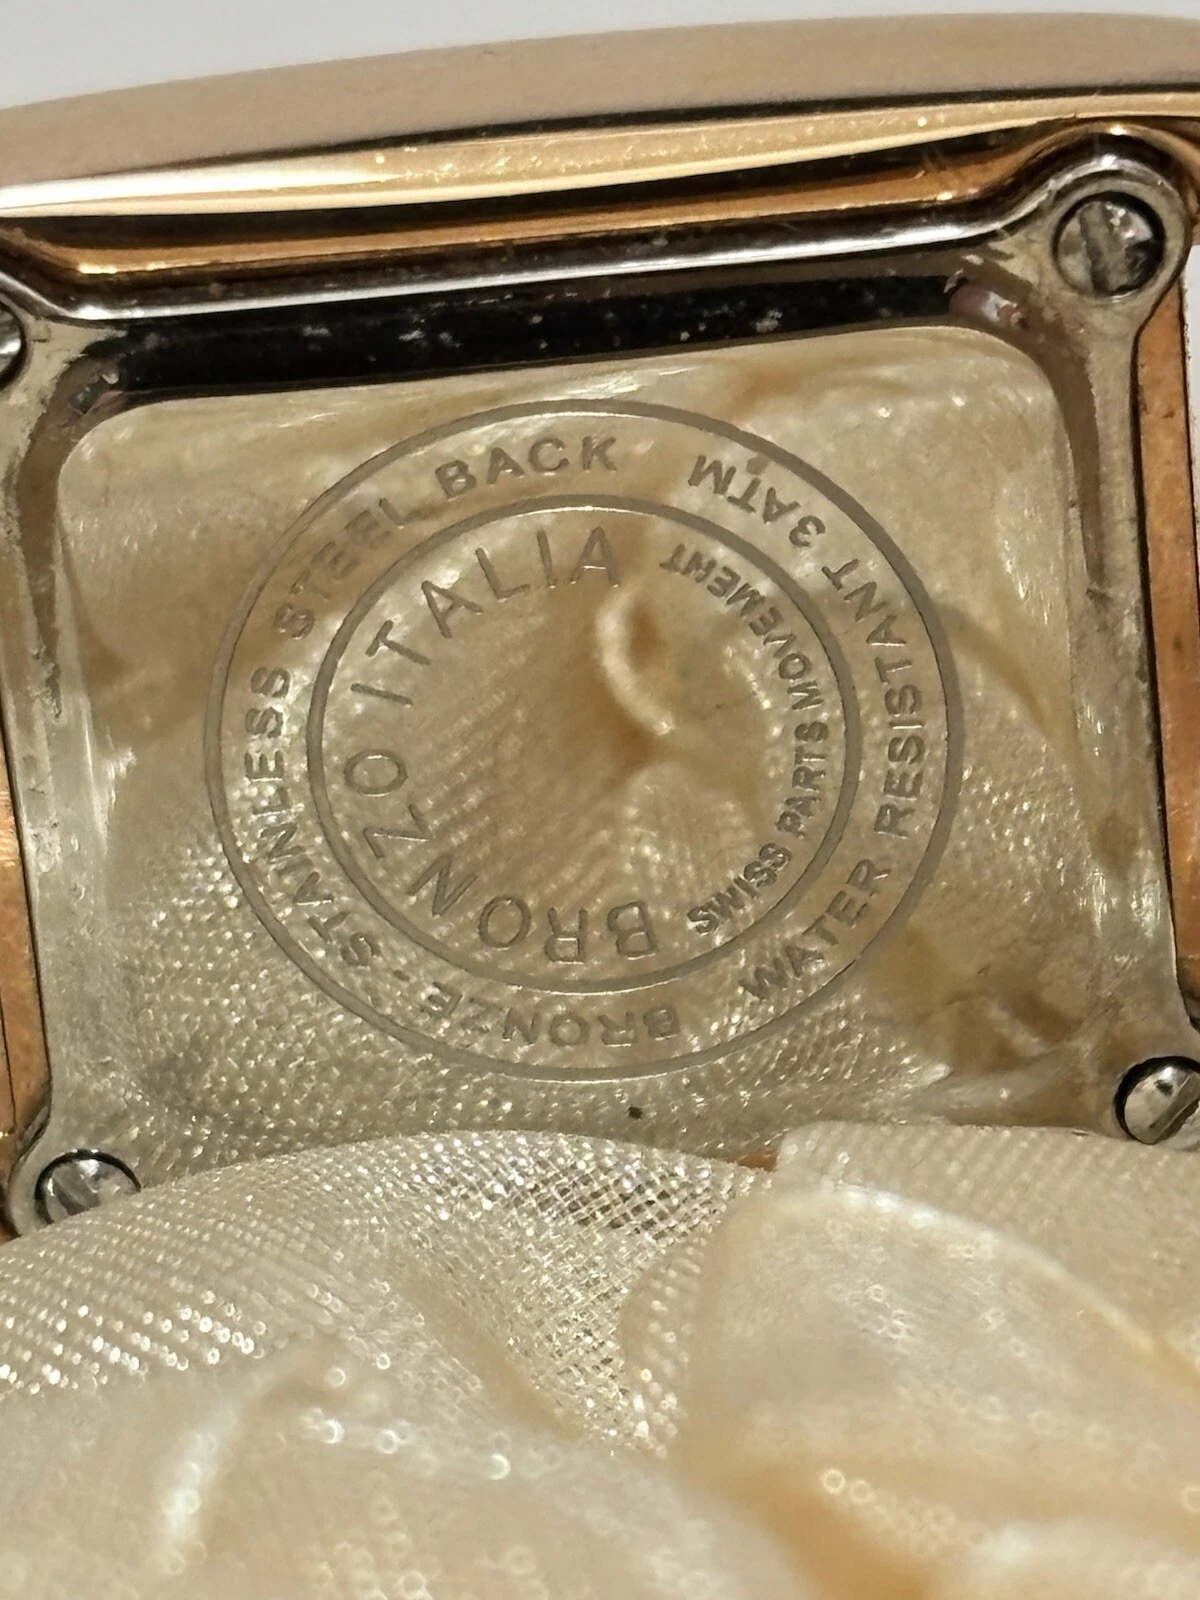 BRONZE - STAINLESS STEEL BACK
WATER RESISTANT 3ATM
BRONZO ITALIA
SWISS PARTS MOVEMENT